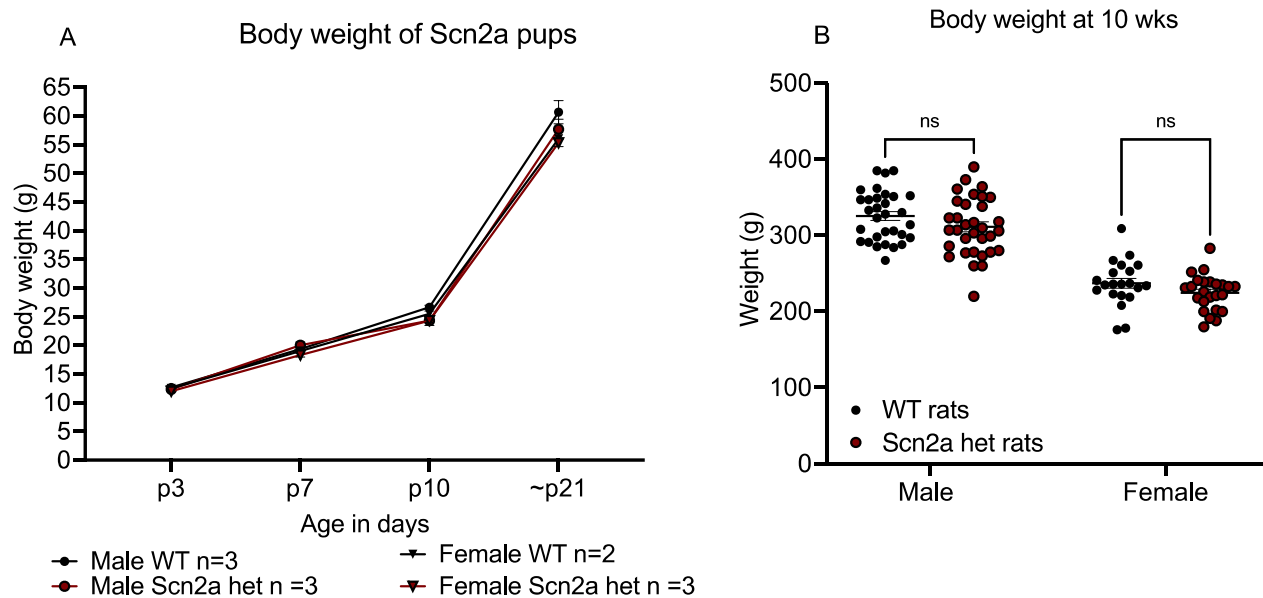 A
Body weight of Scn2a pups
Body weight (g)
65
60
55
50
45
40
35
30
25
20
15
10
5
0
p3 p7 p10 ~p21
Age in days
Male WT n=3
Female WT n=2
Male Scn2a het n =3
Female Scn2a het n =3
B
Body weight at 10 wks
Weight (g)
500
400
300
200
100
0
ns ns
WT rats
Scn2a het rats
Male Female